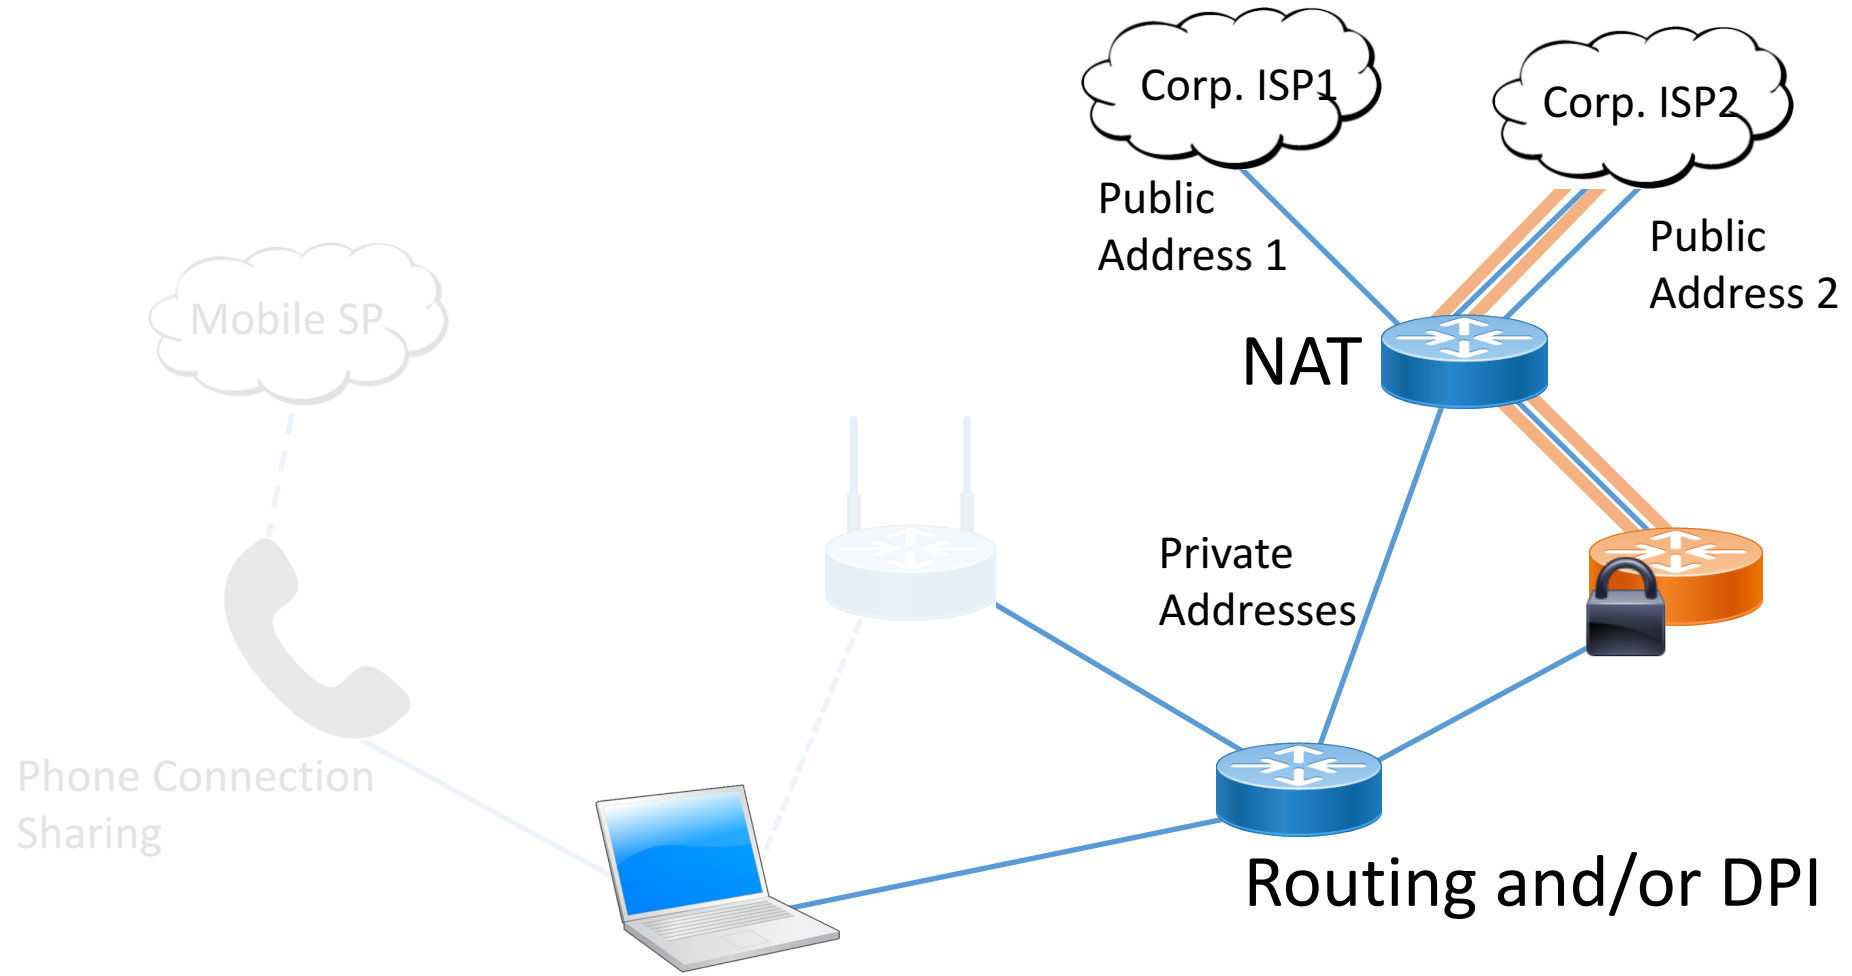 Corp. ISP1
Corp. ISP2
Public
Address 1
Public
Address 2
Mobile SP
NAT
Private
Addresses
Phone Connection
Sharing
Routing and/or DPI